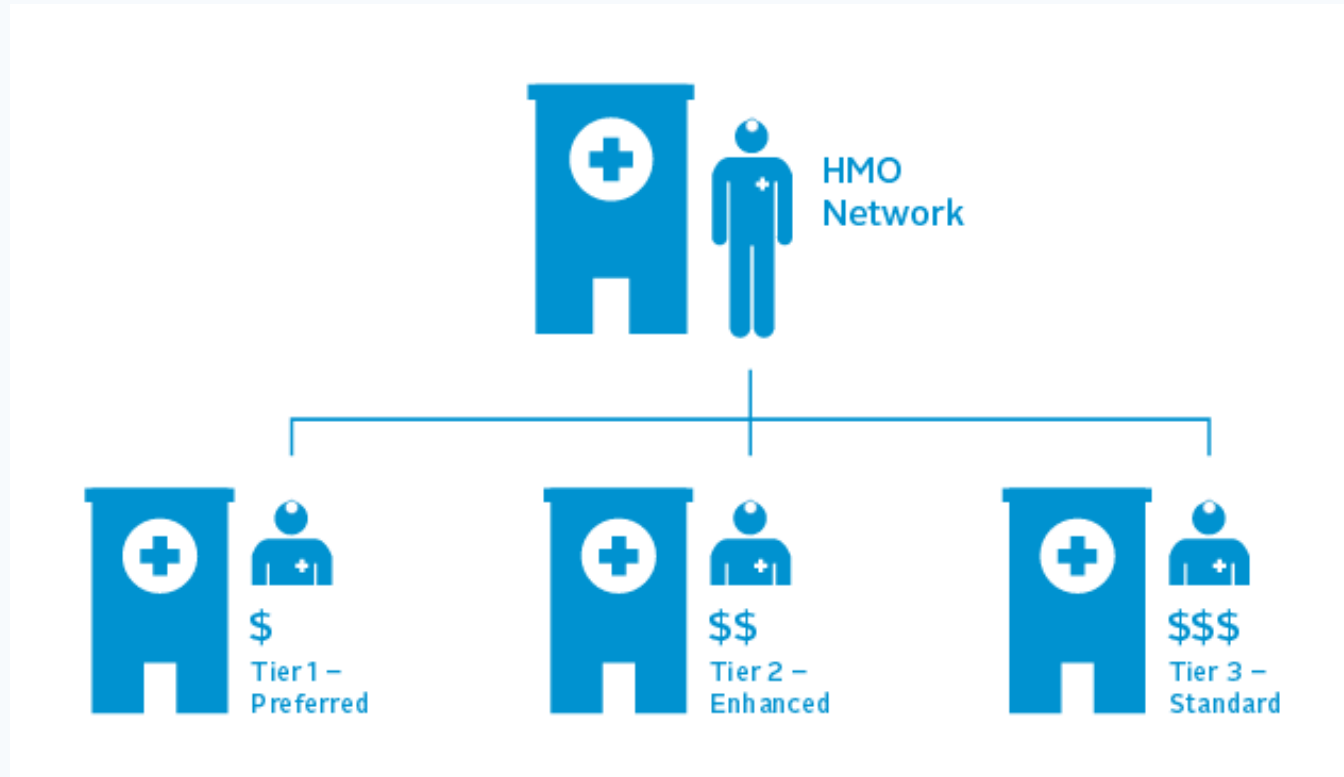 HMO
Network
$
Tier 1 –
Preferred
$$
Tier 2 –
Enhanced
$$$
Tier 3 –
Standard